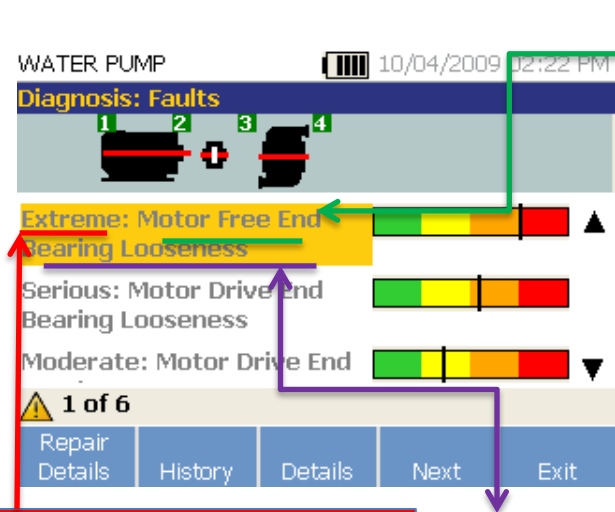 WATER PUMP 10/04/2009 02:22 PM
Diagnosis: Faults
1 2 3 4
Extreme: Motor Free End
Bearing Looseness
Serious: Motor Drive End
Bearing Looseness
Moderate: Motor Drive End
1 of 6
Repair Details
History
Details
Next
Exit